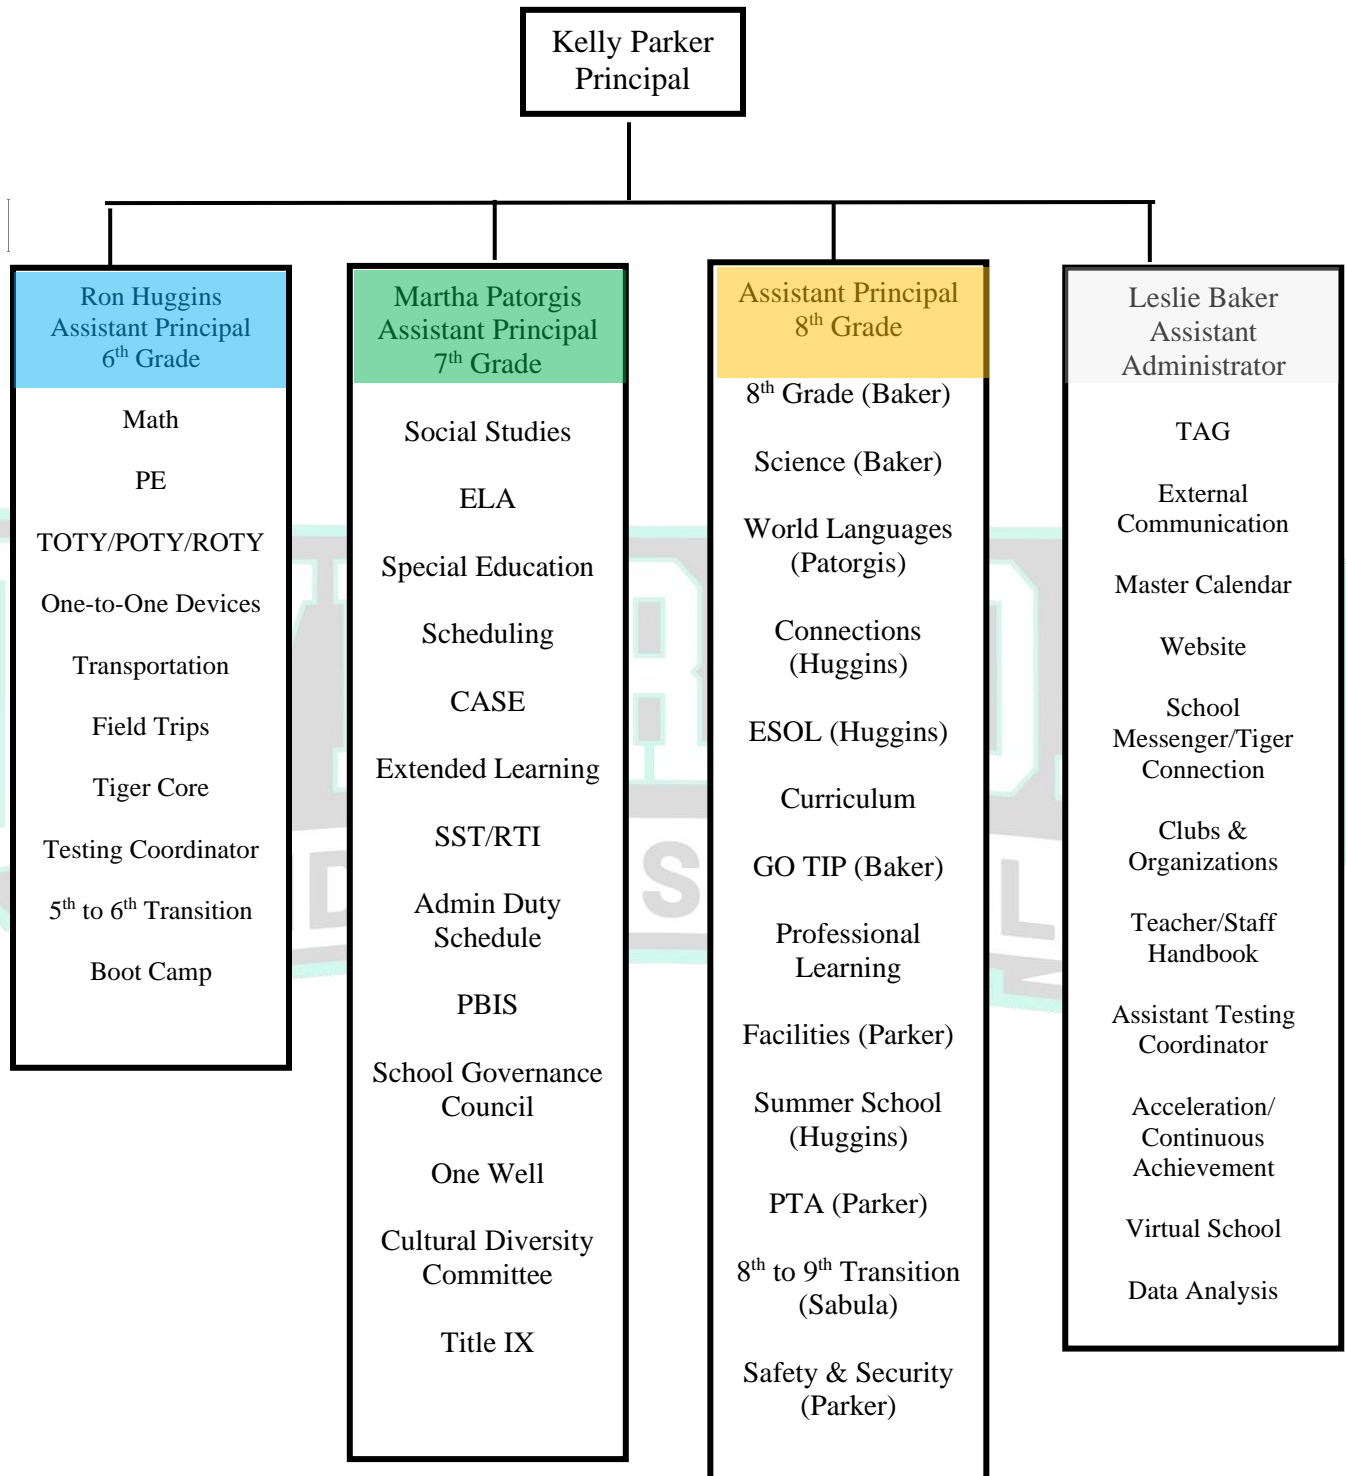 Kelly Parker
Principal
Ron Huggins
Assistant Principal
6th Grade
Math
PE
TOTY/POTY/ROTY
One-to-One Devices
Transportation
Field Trips
Tiger Core
Testing Coordinator
5th to 6th Transition
Boot Camp
Martha Patorgis
Assistant Principal
7th Grade
Social Studies
ELA
Special Education
Scheduling
CASE
Extended Learning
SST/RTI
Admin Duty
Schedule
PBIS
School Governance
Council
One Well
Cultural Diversity
Committee
Title IX
Assistant Principal
8th Grade
8th Grade (Baker)
Science (Baker)
World Languages
(Patorgis)
Connections
(Huggins)
ESOL (Huggins)
Curriculum
GO TIP (Baker)
Professional
Learning
Facilities (Parker)
Summer School
(Huggins)
PTA (Parker)
8th to 9th Transition
(Sabula)
Safety & Security
(Parker)
Leslie Baker
Assistant
Administrator
TAG
External
Communication
Master Calendar
Website
School
Messenger/Tiger
Connection
Clubs &
Organizations
Teacher/Staff
Handbook
Assistant Testing
Coordinator
Acceleration/
Continuous
Achievement
Virtual School
Data Analysis